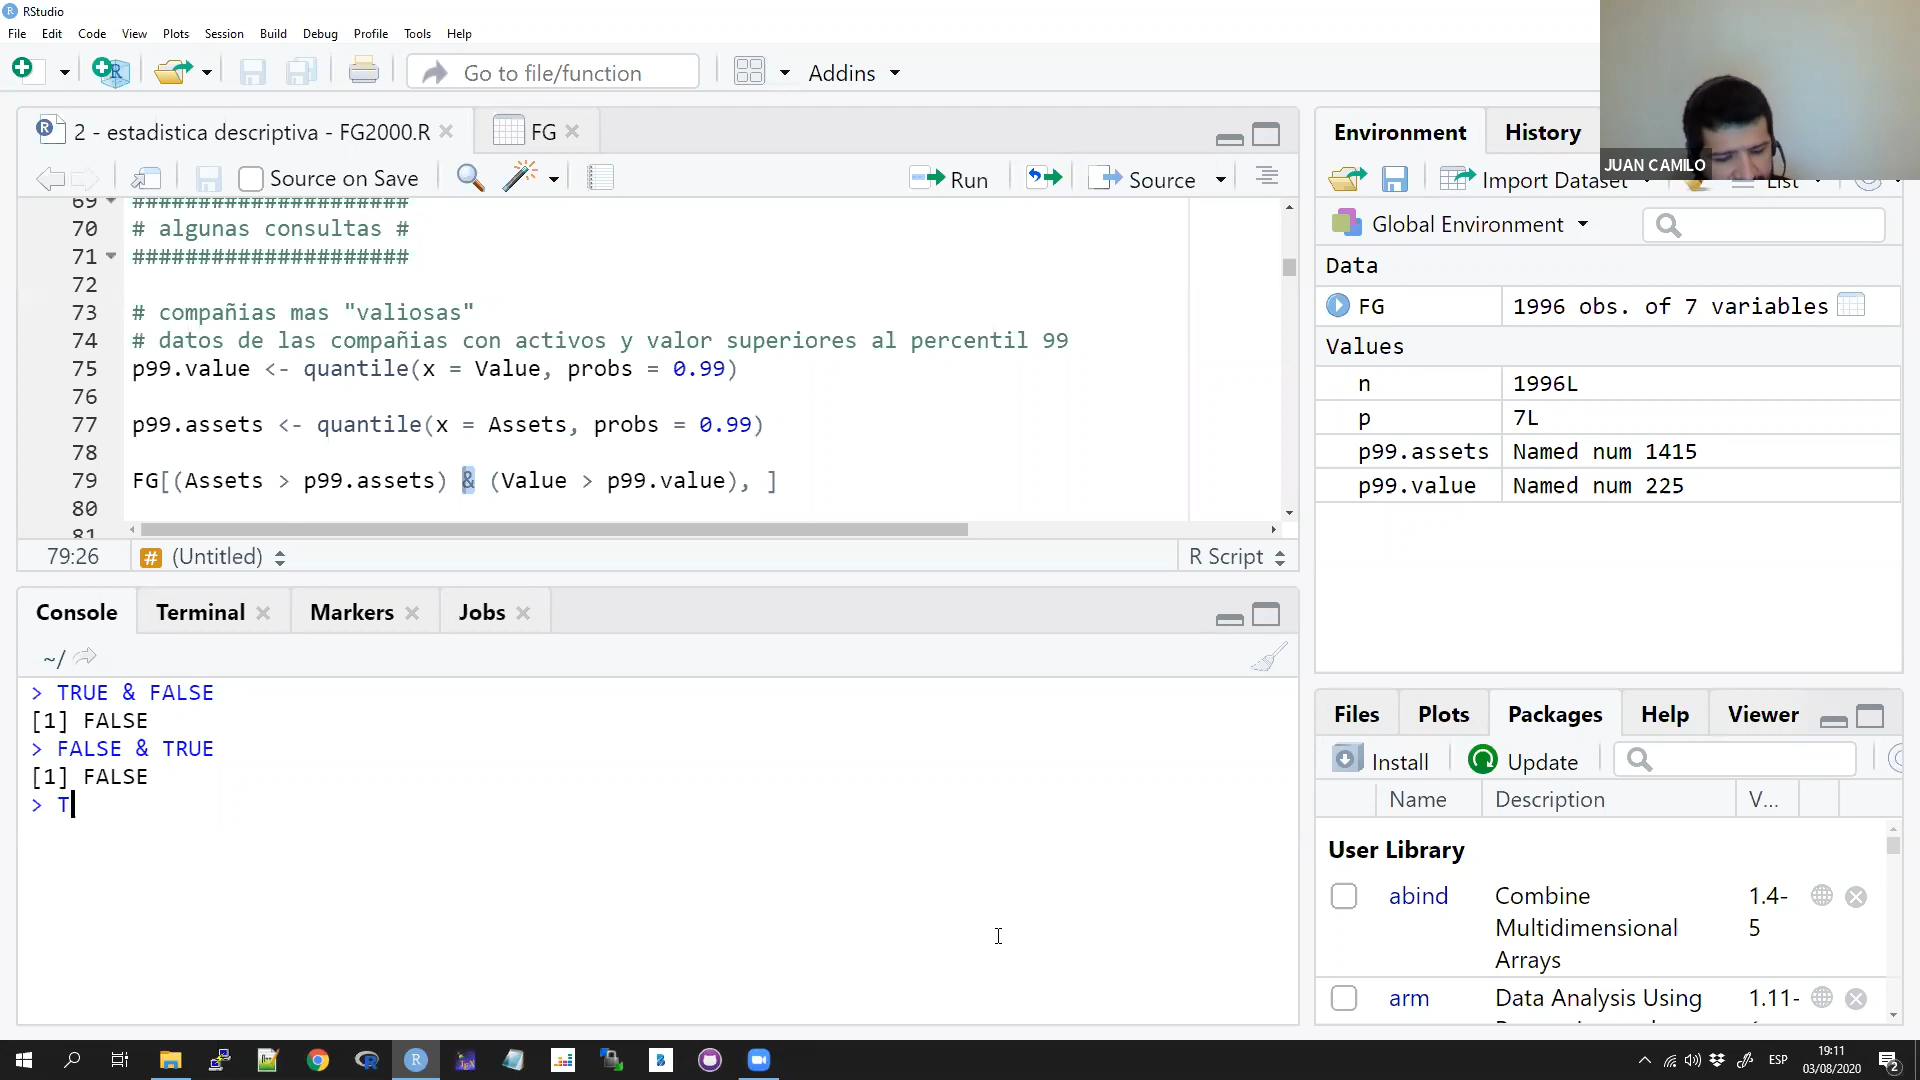 RStudio
File Edit Code View Plots Session Build Debug Profile Tools Help
Go to file/function
Addins
2 - estadistica descriptiva - FG2000.R
FG
Source on Save
Run
Source
69 #####################
70 # algunas consultas #
71 #####################
72
73 # compañias mas "valiosas"
74 # datos de las compañias con activos y valor superiores al percentil 99
75 p99.value <- quantile(x = Value, probs = 0.99)
76
77 p99.assets <- quantile(x = Assets, probs = 0.99)
78
79 FG[(Assets > p99.assets) & (Value > p99.value), ]
80
81
79:26 # (Untitled) R Script
Console Terminal Markers Jobs
~/
> TRUE & FALSE
[1] FALSE
> FALSE & TRUE
[1] FALSE
> T
Environment History
JUAN CAMILO
Import Dataset List
Global Environment
Data
FG 1996 obs. of 7 variables
Values
n 1996L
p 7L
p99.assets Named num 1415
p99.value Named num 225
Files Plots Packages Help Viewer
Install Update
Name Description V...
User Library
abind Combine Multidimensional Arrays 1.4-5
arm Data Analysis Using 1.11-
ESP
19:11
03/08/2020
2